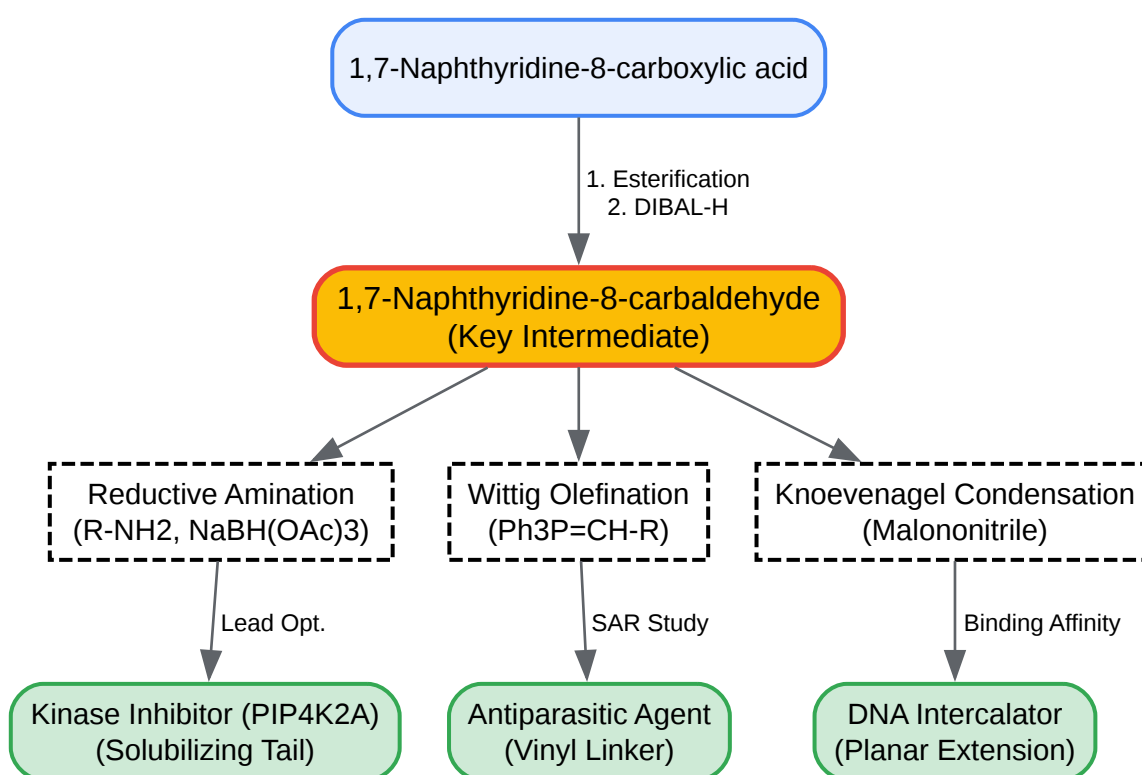 1,7-Naphthyridine-8-carboxylic acid
1. Esterification
2. DIBAL-H
1,7-Naphthyridine-8-carbaldehyde
(Key Intermediate)
Reductive Amination
(R-NH2, NaBH(OAc)3)
Wittig Olefination
(Ph3P=CH-R)
Knoevenagel Condensation
(Malononitrile)
Lead Opt.
SAR Study
Binding Affinity
Kinase Inhibitor (PIP4K2A)
(Solubilizing Tail)
Antiparasitic Agent
(Vinyl Linker)
DNA Intercalator
(Planar Extension)